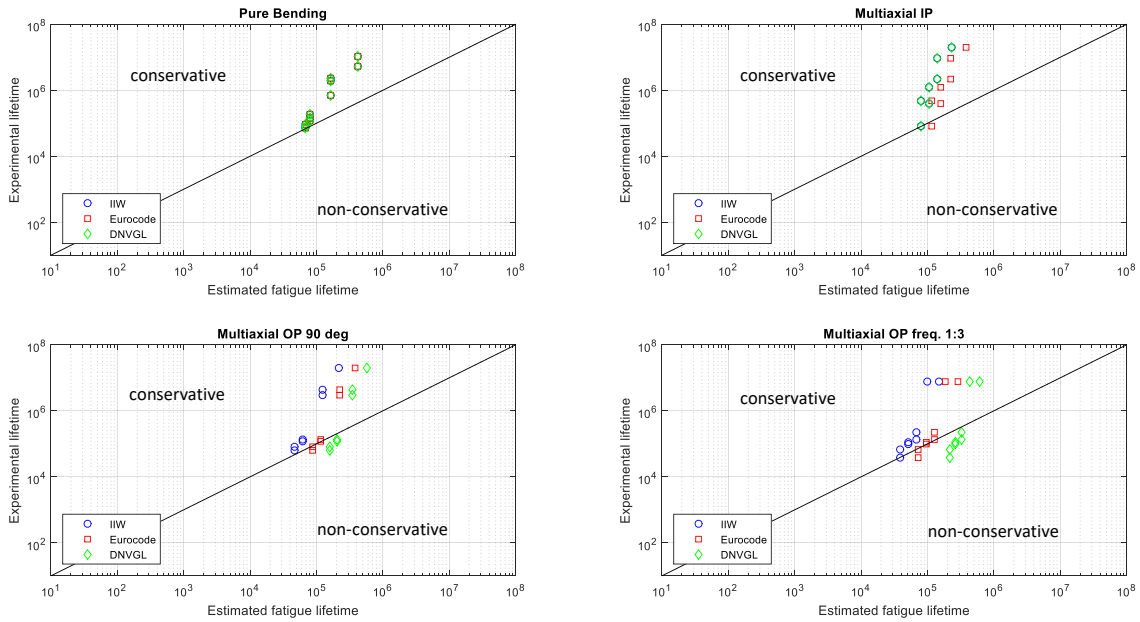 Pure Bending
10^8
10^6
10^4
10^2
Experimental lifetime
conservative
non-conservative
IIW
Eurocode
DNVGL
10^1 10^2 10^3 10^4 10^5 10^6 10^7 10^8
Estimated fatigue lifetime
Multiaxial IP
10^8
10^6
10^4
10^2
Experimental lifetime
conservative
non-conservative
IIW
Eurocode
DNVGL
10^1 10^2 10^3 10^4 10^5 10^6 10^7 10^8
Estimated fatigue lifetime
Multiaxial OP 90 deg
10^8
10^6
10^4
10^2
Experimental lifetime
conservative
non-conservative
IIW
Eurocode
DNVGL
10^1 10^2 10^3 10^4 10^5 10^6 10^7 10^8
Estimated fatigue lifetime
Multiaxial OP freq. 1:3
10^8
10^6
10^4
10^2
Experimental lifetime
conservative
non-conservative
IIW
Eurocode
DNVGL
10^1 10^2 10^3 10^4 10^5 10^6 10^7 10^8
Estimated fatigue lifetime